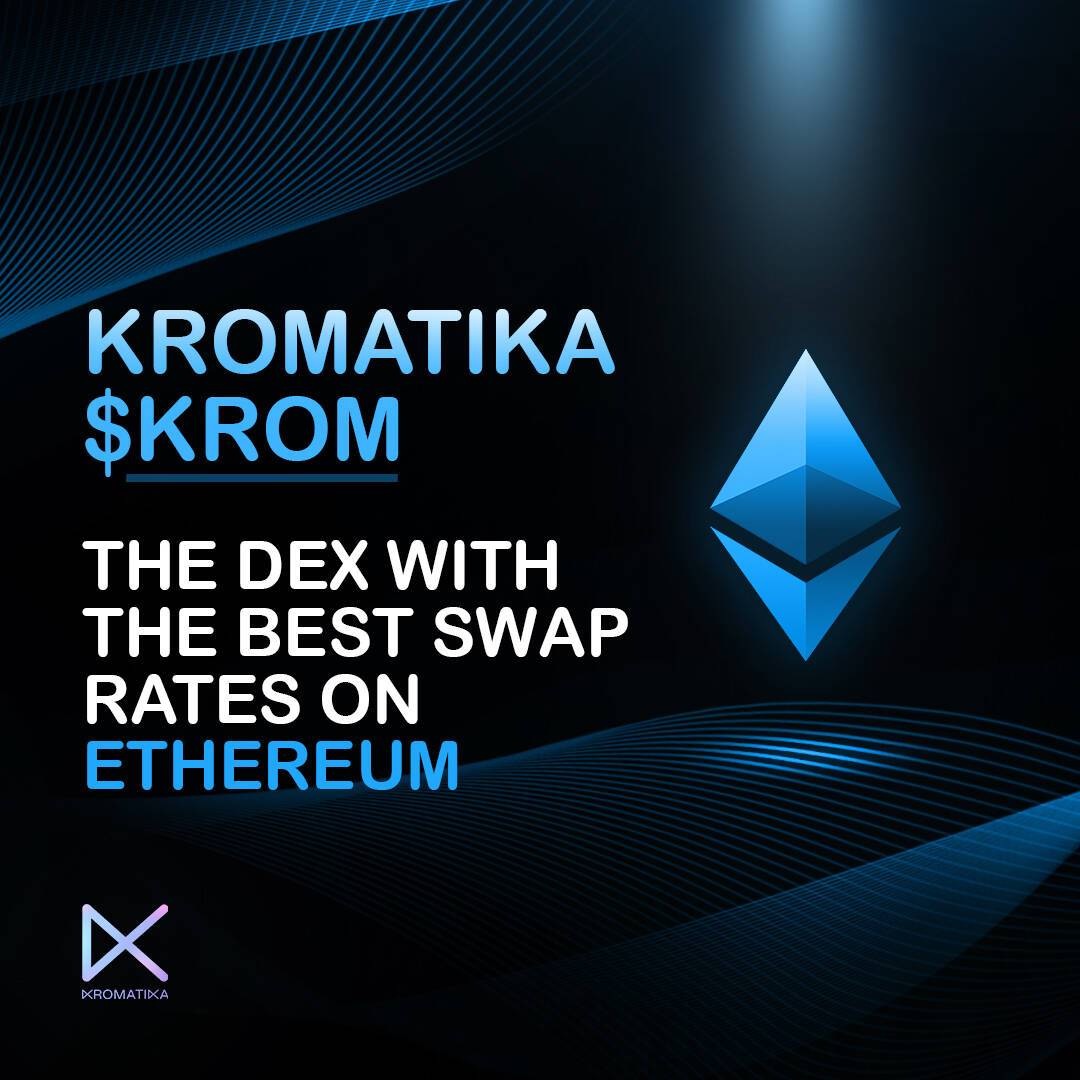 KROMATIKA
$KROM
THE DEX WITH
THE BEST SWAP
RATES ON
ETHEREUM
KROMATIKA